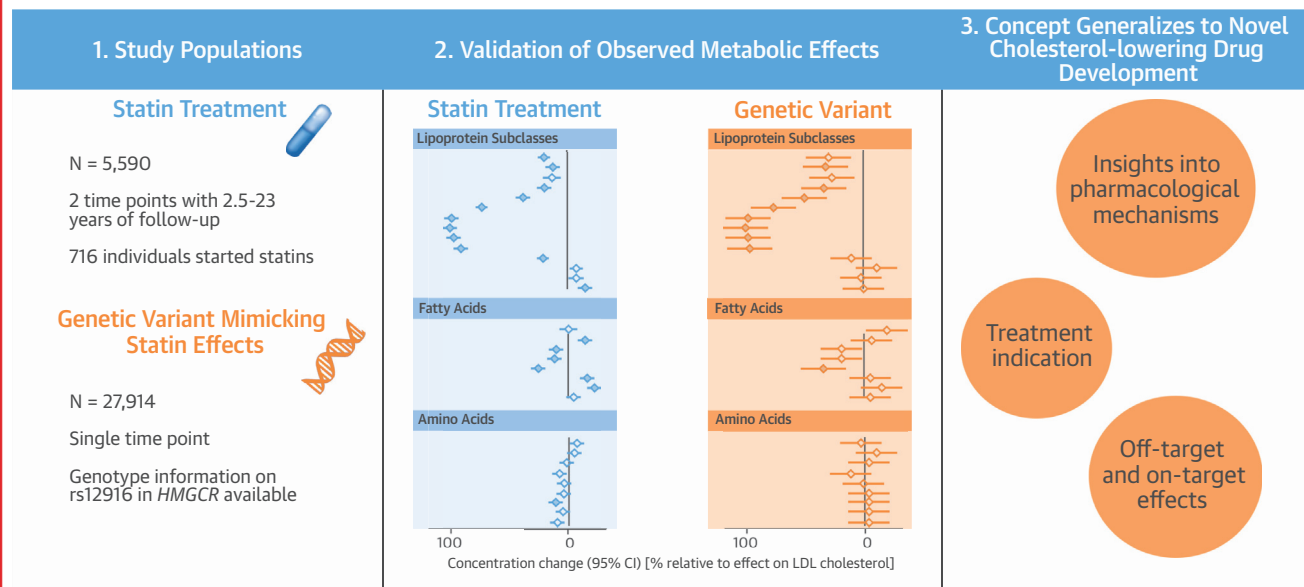 1. Study Populations
Statin Treatment
N = 5,590
2 time points with 2.5-23
years of follow-up
716 individuals started statins
Genetic Variant Mimicking
Statin Effects
N = 27,914
Single time point
Genotype information on
rs12916 in HMGCR available
2. Validation of Observed Metabolic Effects
Statin Treatment
Lipoprotein Subclasses
Fatty Acids
Amino Acids
100 0
Genetic Variant
Lipoprotein Subclasses
Fatty Acids
Amino Acids
100 0
Concentration change (95% CI) [% relative to effect on LDL cholesterol]
3. Concept Generalizes to Novel
Cholesterol-lowering Drug
Development
Insights into
pharmacological
mechanisms
Treatment
indication
Off-target
and on-target
effects